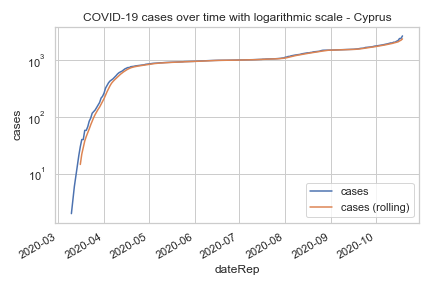 COVID-19 cases over time with logarithmic scale - Cyprus
10³
10²
10¹
cases
cases
cases (rolling)
2020-03
2020-04
2020-05
2020-06
2020-07
2020-08
2020-09
2020-10
dateRep